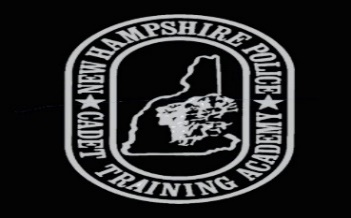 NEW HAMPSHIRE POLICE
★ CADET TRAINING ACADEMY ★